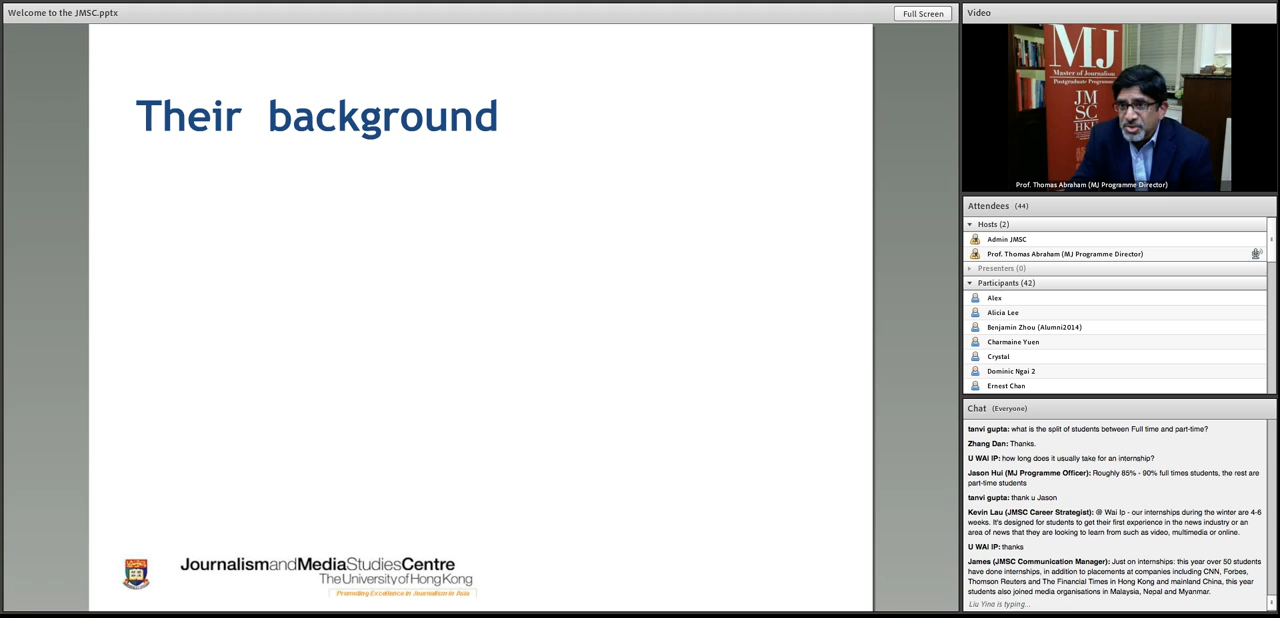 Welcome to the JMSC.pptx
Full Screen
Their background
JournalismandMediaStudiesCentre
The University of Hong Kong
Promoting Excellence in Journalism in Asia
Video
MJ
Master of Journalism
Postgraduate Programme
JM
SC
HKU
Prof. Thomas Abraham (MJ Programme Director)
Attendees (44)
Hosts (2)
Admin JMSC
Prof. Thomas Abraham (MJ Programme Director)
Presenters (0)
Participants (42)
Alex
Alicia Lee
Benjamin Zhou (Alumni2014)
Charmaine Yuen
Crystal
Dominic Ngai 2
Ernest Chan
Chat (Everyone)
tanvi gupta: what is the split of students between Full time and part-time?
Zhang Dan: Thanks.
U WAI IP: how long does it usually take for an internship?
Jason Hui (MJ Programme Officer): Roughly 85% - 90% full times students, the rest are
part-time students
tanvi gupta: thank u Jason
Kevin Lau (JMSC Career Strategist): @ Wai Ip - our internships during the winter are 4-6
weeks. It's designed for students to get their first experience in the news industry or an
area of news that they are looking to learn from such as video, multimedia or online.
U WAI IP: thanks
James (JMSC Communication Manager): Just on internships: this year over 50 students
have done internships, in addition to placements at companies including CNN, Forbes,
Thomson Reuters and The Financial Times in Hong Kong and mainland China, this year
students also joined media organisations in Malaysia, Nepal and Myanmar.
Liu Yina is typing...